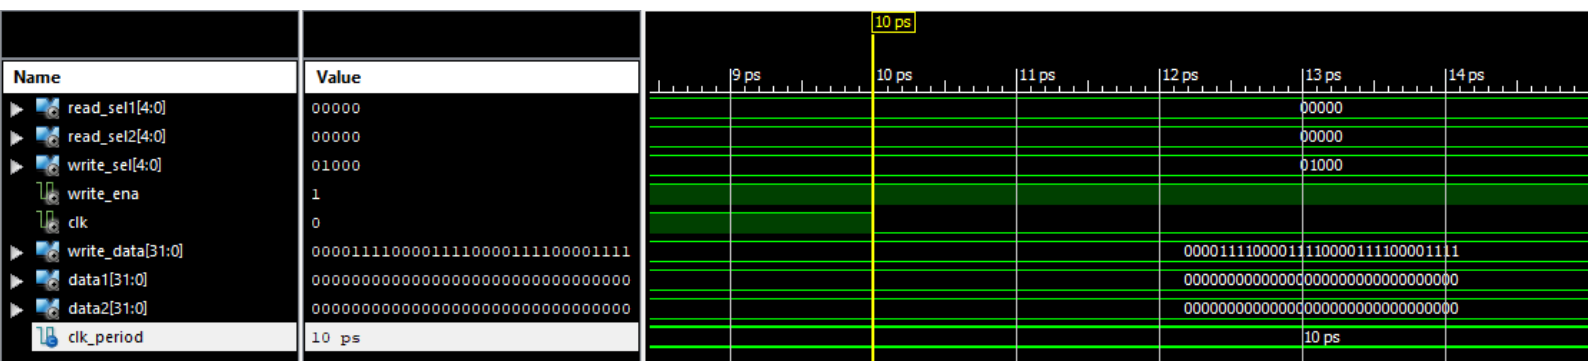 10 ps
Name Value
9 ps 10 ps 11 ps 12 ps 13 ps 14 ps
read_sel1[4:0] 00000 00000
read_sel2[4:0] 00000 00000
write_sel[4:0] 01000 01000
write_ena 1
clk 0
write_data[31:0] 00001111000011110000111100001111 00001111000011110000111100001111
data1[31:0] 00000000000000000000000000000000 00000000000000000000000000000000
data2[31:0] 00000000000000000000000000000000 00000000000000000000000000000000
clk_period 10 ps 10 ps